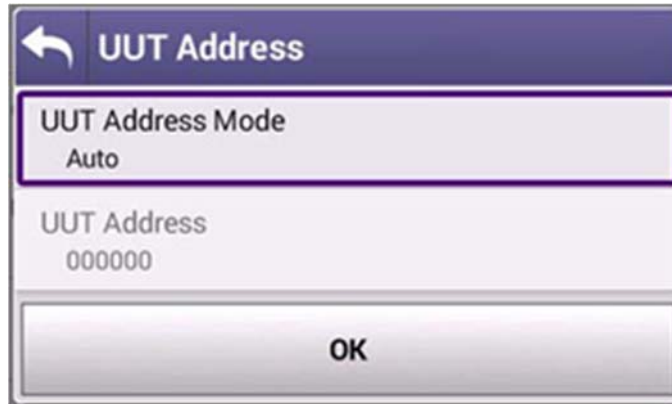 UUT Address
UUT Address Mode
Auto
UUT Address
000000
OK